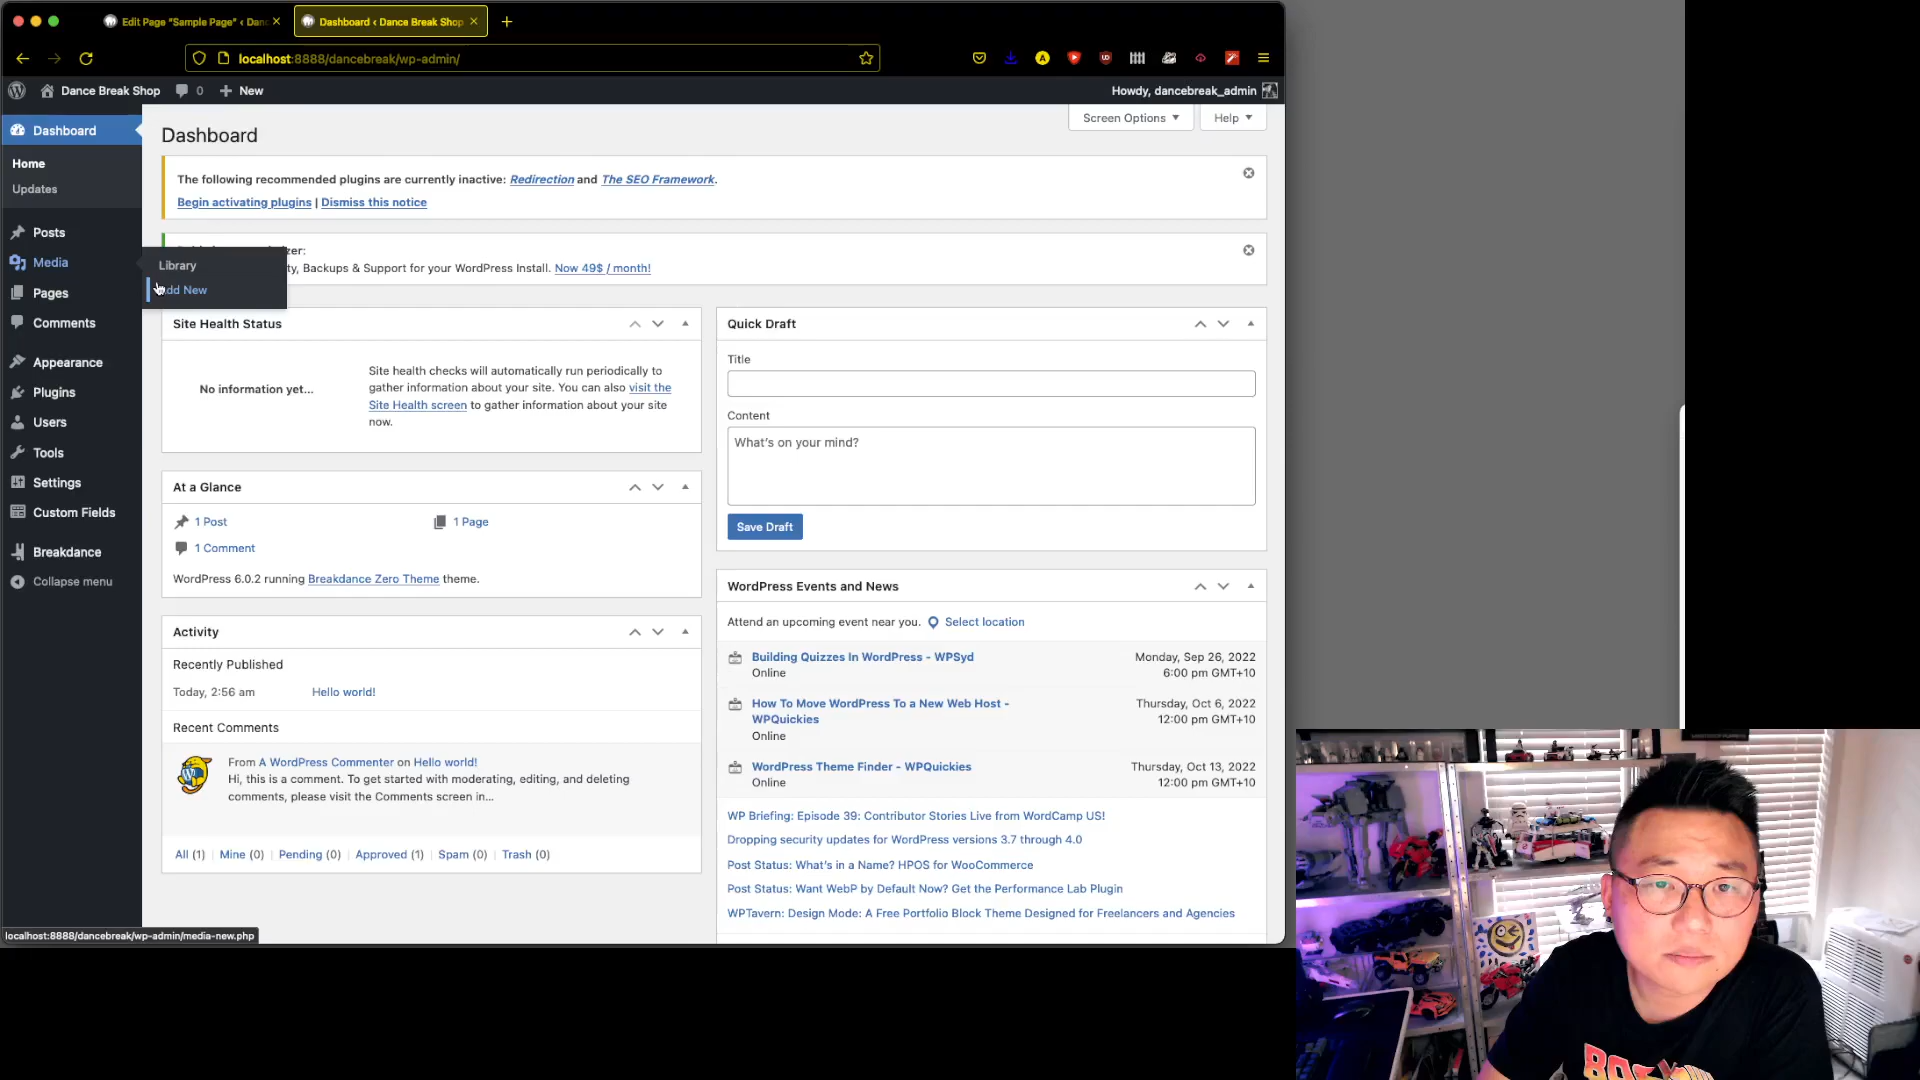 Edit Page "Sample Page" ‹ Danc
Dashboard ‹ Dance Break Shop
localhost:8888/dancebreak/wp-admin/
Dance Break Shop
0
New
Howdy, dancebreak_admin
Screen Options
Help
Dashboard
Home
Updates
Posts
Media
Pages
Comments
Appearance
Plugins
Users
Tools
Settings
Custom Fields
Breakdance
Collapse menu
Library
Add New
Dashboard
The following recommended plugins are currently inactive: Redirection and The SEO Framework.
Begin activating plugins | Dismiss this notice
zer:
ty, Backups & Support for your WordPress Install. Now 49$ / month!
Site Health Status
No information yet...
Site health checks will automatically run periodically to
gather information about your site. You can also visit the
Site Health screen to gather information about your site
now.
At a Glance
1 Post
1 Page
1 Comment
WordPress 6.0.2 running Breakdance Zero Theme theme.
Activity
Recently Published
Today, 2:56 am
Hello world!
Recent Comments
From A WordPress Commenter on Hello world!
Hi, this is a comment. To get started with moderating, editing, and deleting
comments, please visit the Comments screen in...
All (1) | Mine (0) | Pending (0) | Approved (1) | Spam (0) | Trash (0)
Quick Draft
Title
Content
What's on your mind?
Save Draft
WordPress Events and News
Attend an upcoming event near you. Select location
Building Quizzes In WordPress - WPSyd
Online
Monday, Sep 26, 2022
6:00 pm GMT+10
How To Move WordPress To a New Web Host -
WPQuickies
Online
Thursday, Oct 6, 2022
12:00 pm GMT+10
WordPress Theme Finder - WPQuickies
Online
Thursday, Oct 13, 2022
12:00 pm GMT+10
WP Briefing: Episode 39: Contributor Stories Live from WordCamp US!
Dropping security updates for WordPress versions 3.7 through 4.0
Post Status: What's in a Name? HPOS for WooCommerce
Post Status: Want WebP by Default Now? Get the Performance Lab Plugin
WPTavern: Design Mode: A Free Portfolio Block Theme Designed for Freelancers and Agencies
localhost:8888/dancebreak/wp-admin/media-new.php